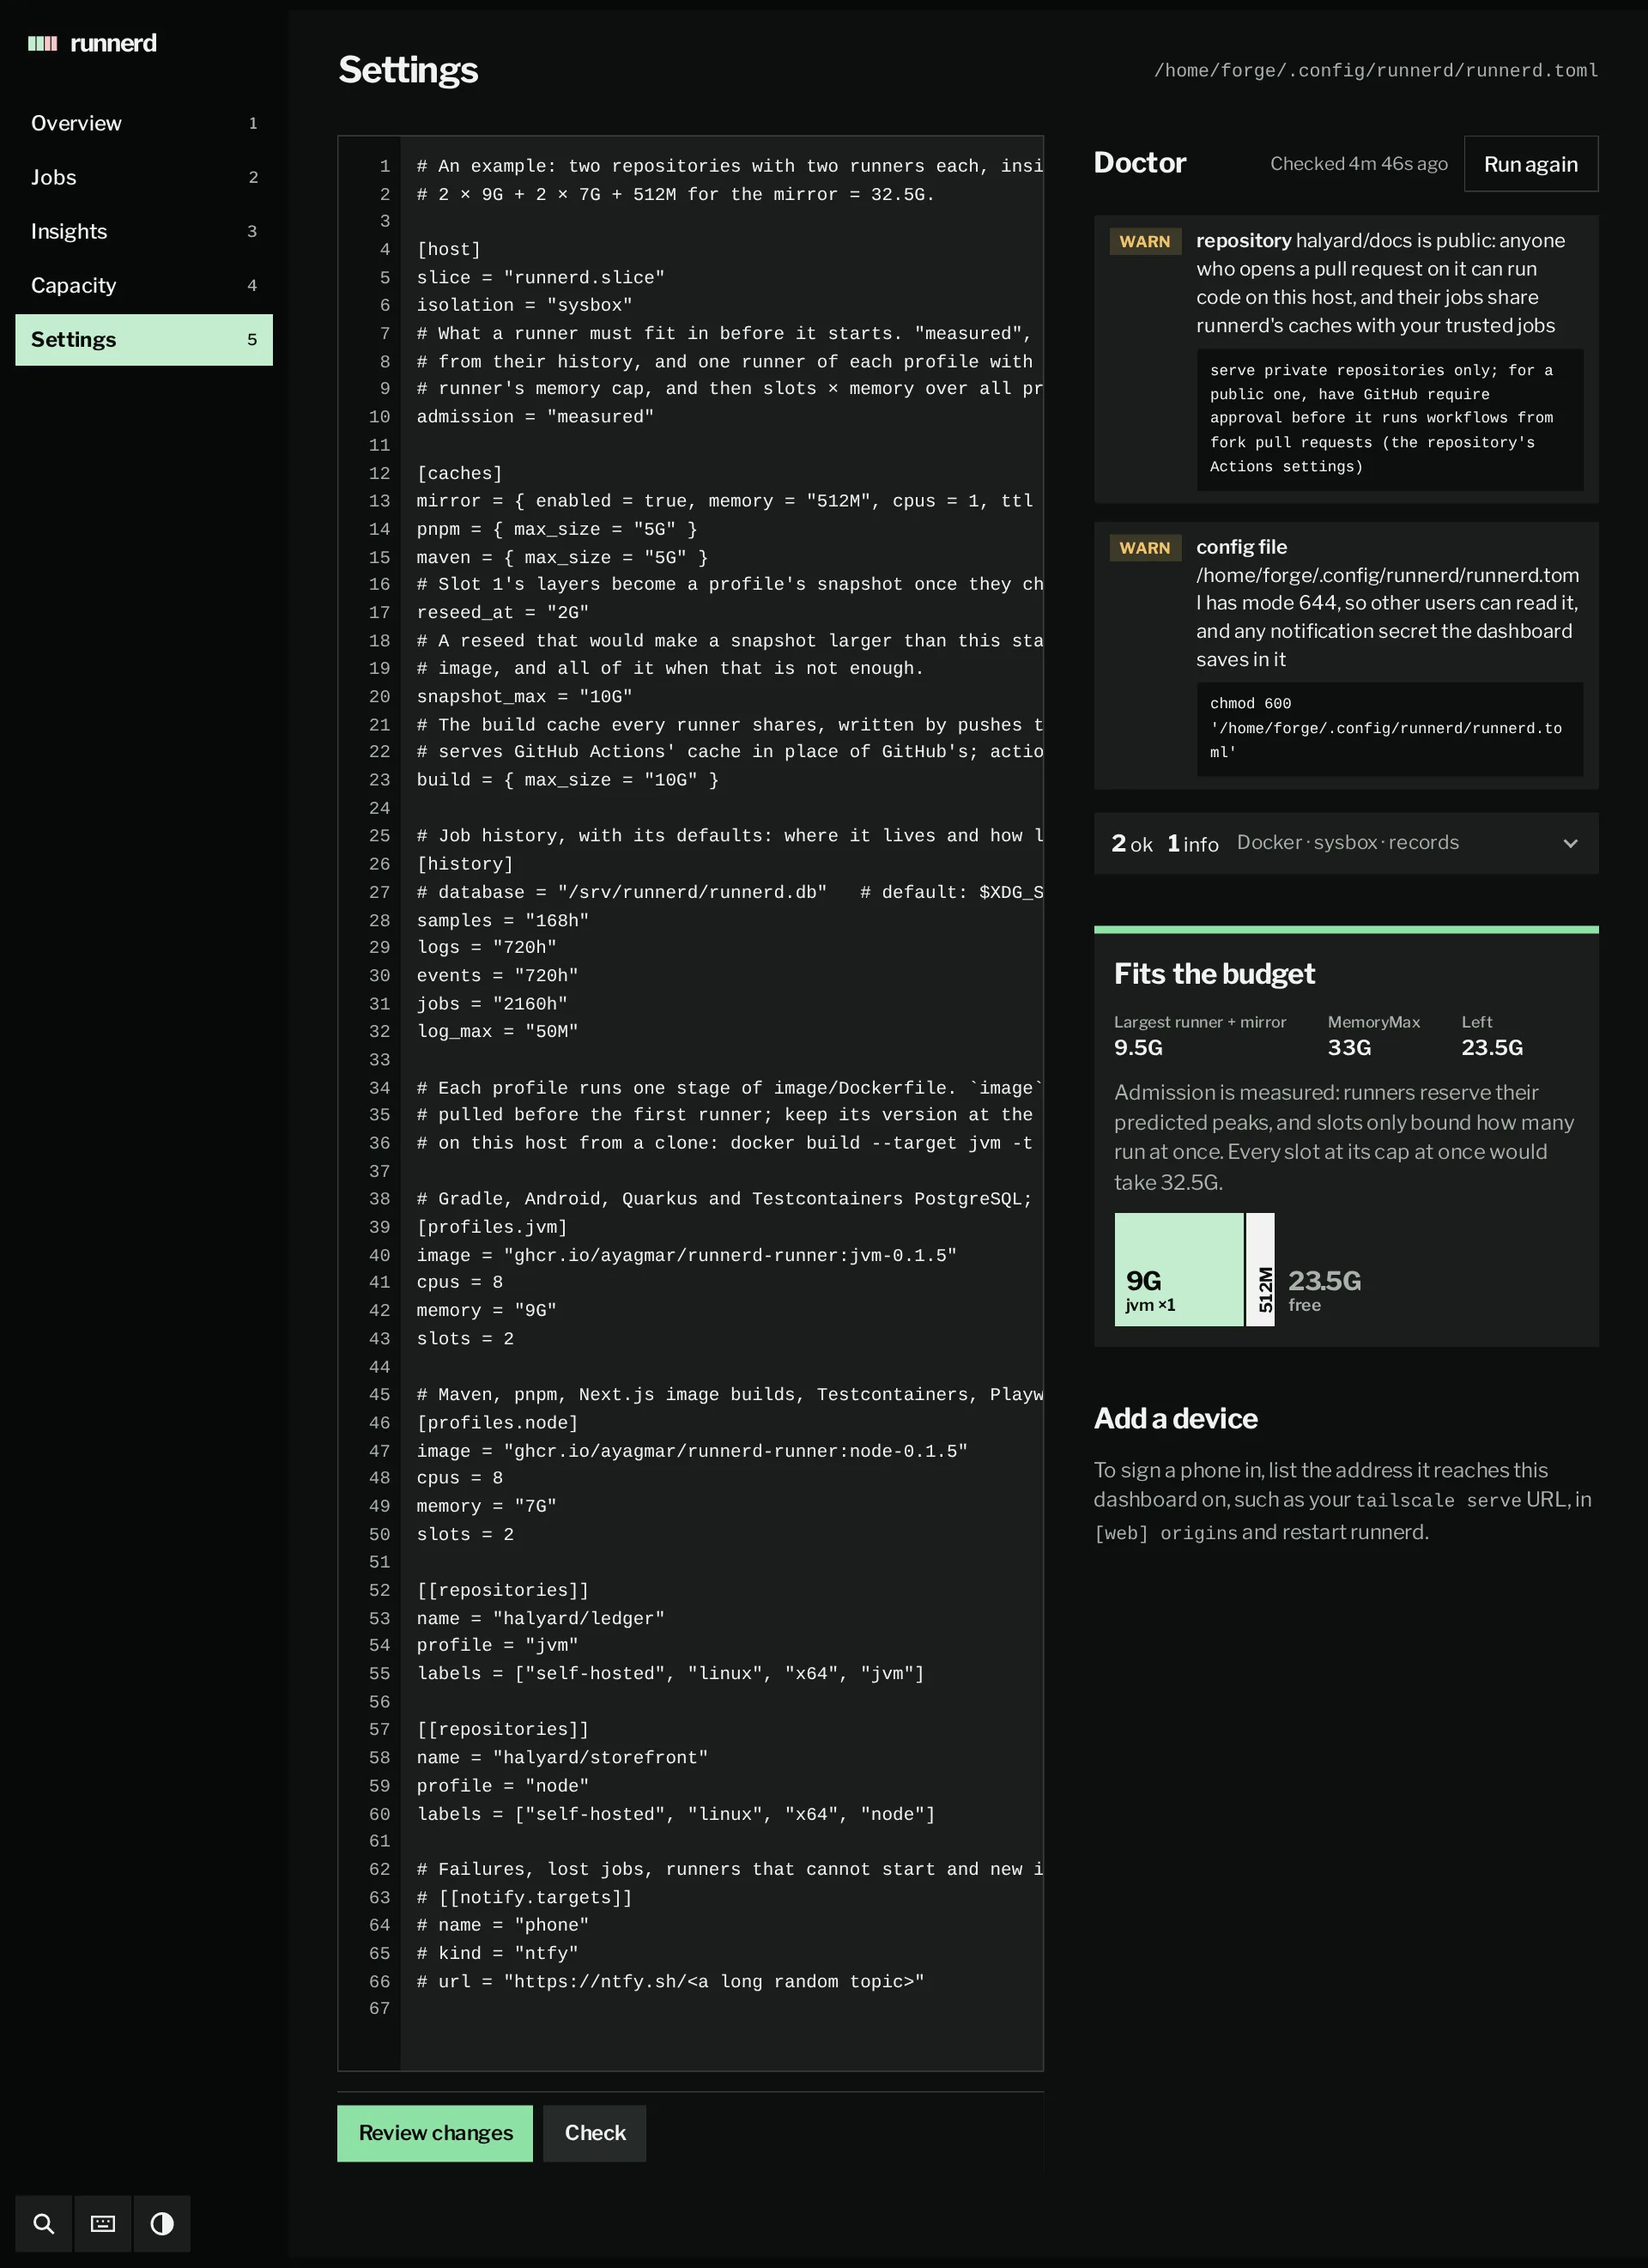 runnerd
Overview 1
Jobs 2
Insights 3
Capacity 4
Settings 5
Settings
/home/forge/.config/runnerd/runnerd.toml
1 # An example: two repositories with two runners each, insi
2 # 2 × 9G + 2 × 7G + 512M for the mirror = 32.5G.
3
4 [host]
5 slice = "runnerd.slice"
6 isolation = "sysbox"
7 # What a runner must fit in before it starts. "measured",
8 # from their history, and one runner of each profile with
9 # runner's memory cap, and then slots × memory over all pr
10 admission = "measured"
11
12 [caches]
13 mirror = { enabled = true, memory = "512M", cpus = 1, ttl
14 pnpm = { max_size = "5G" }
15 maven = { max_size = "5G" }
16 # Slot 1's layers become a profile's snapshot once they ch
17 reseed_at = "2G"
18 # A reseed that would make a snapshot larger than this sta
19 # image, and all of it when that is not enough.
20 snapshot_max = "10G"
21 # The build cache every runner shares, written by pushes t
22 # serves GitHub Actions' cache in place of GitHub's; actio
23 build = { max_size = "10G" }
24
25 # Job history, with its defaults: where it lives and how l
26 [history]
27 # database = "/srv/runnerd/runnerd.db"   # default: $XDG_S
28 samples = "168h"
29 logs = "720h"
30 events = "720h"
31 jobs = "2160h"
32 log_max = "50M"
33
34 # Each profile runs one stage of image/Dockerfile. `image`
35 # pulled before the first runner; keep its version at the
36 # on this host from a clone: docker build --target jvm -t
37
38 # Gradle, Android, Quarkus and Testcontainers PostgreSQL;
39 [profiles.jvm]
40 image = "ghcr.io/ayagmar/runnerd-runner:jvm-0.1.5"
41 cpus = 8
42 memory = "9G"
43 slots = 2
44
45 # Maven, pnpm, Next.js image builds, Testcontainers, Playw
46 [profiles.node]
47 image = "ghcr.io/ayagmar/runnerd-runner:node-0.1.5"
48 cpus = 8
49 memory = "7G"
50 slots = 2
51
52 [[repositories]]
53 name = "halyard/ledger"
54 profile = "jvm"
55 labels = ["self-hosted", "linux", "x64", "jvm"]
56
57 [[repositories]]
58 name = "halyard/storefront"
59 profile = "node"
60 labels = ["self-hosted", "linux", "x64", "node"]
61
62 # Failures, lost jobs, runners that cannot start and new i
63 # [[notify.targets]]
64 # name = "phone"
65 # kind = "ntfy"
66 # url = "https://ntfy.sh/<a long random topic>"
67
Review changes
Check
Doctor
Checked 4m 46s ago
Run again
WARN
repository halyard/docs is public: anyone
who opens a pull request on it can run
code on this host, and their jobs share
runnerd's caches with your trusted jobs
serve private repositories only; for a
public one, have GitHub require
approval before it runs workflows from
fork pull requests (the repository's
Actions settings)
WARN
config file
/home/forge/.config/runnerd/runnerd.tom
l has mode 644, so other users can read it,
and any notification secret the dashboard
saves in it
chmod 600
'/home/forge/.config/runnerd/runnerd.to
ml'
2 ok 1 info Docker · sysbox · records
Fits the budget
Largest runner + mirror MemoryMax Left
9.5G 33G 23.5G
Admission is measured: runners reserve their
predicted peaks, and slots only bound how many
run at once. Every slot at its cap at once would
take 32.5G.
9G
jvm ×1
512M
23.5G
free
Add a device
To sign a phone in, list the address it reaches this
dashboard on, such as your tailscale serve URL, in
[web] origins and restart runnerd.